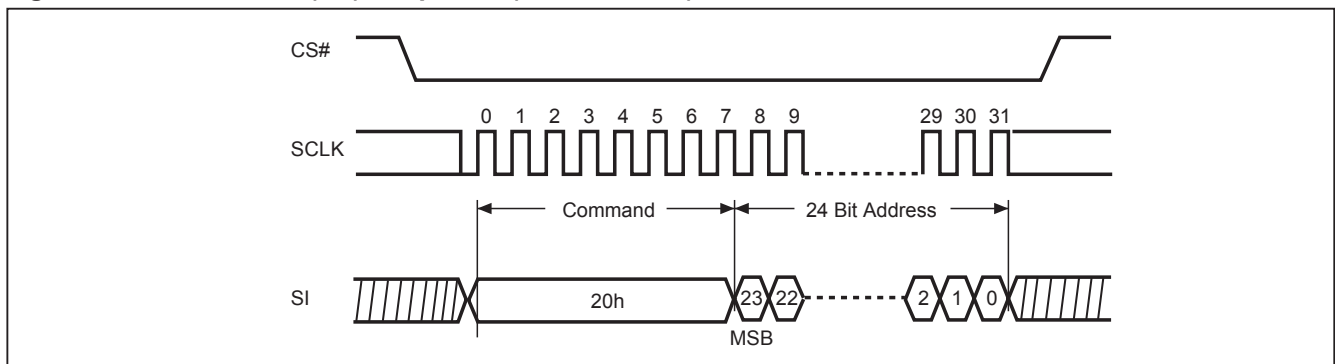 CS#
0 1 2 3 4 5 6 7 8 9 29 30 31
SCLK
Command 24 Bit Address
SI 20h 23 22 2 1 0
MSB